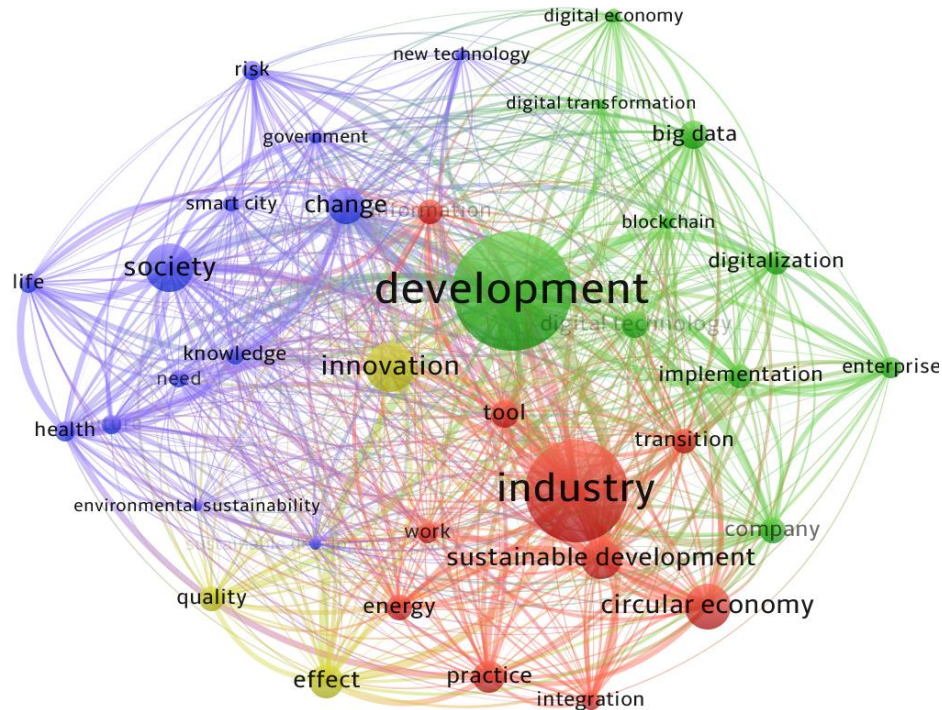 digital economy
new technology
risk
digital transformation
big data
government
smart city
change
information
blockchain
society
digitalization
life
development
digital technology
knowledge
innovation
need
implementation
enterprise
tool
health
transition
industry
environmental sustainability
work
company
sustainable development
quality
energy
circular economy
effect
practice
integration